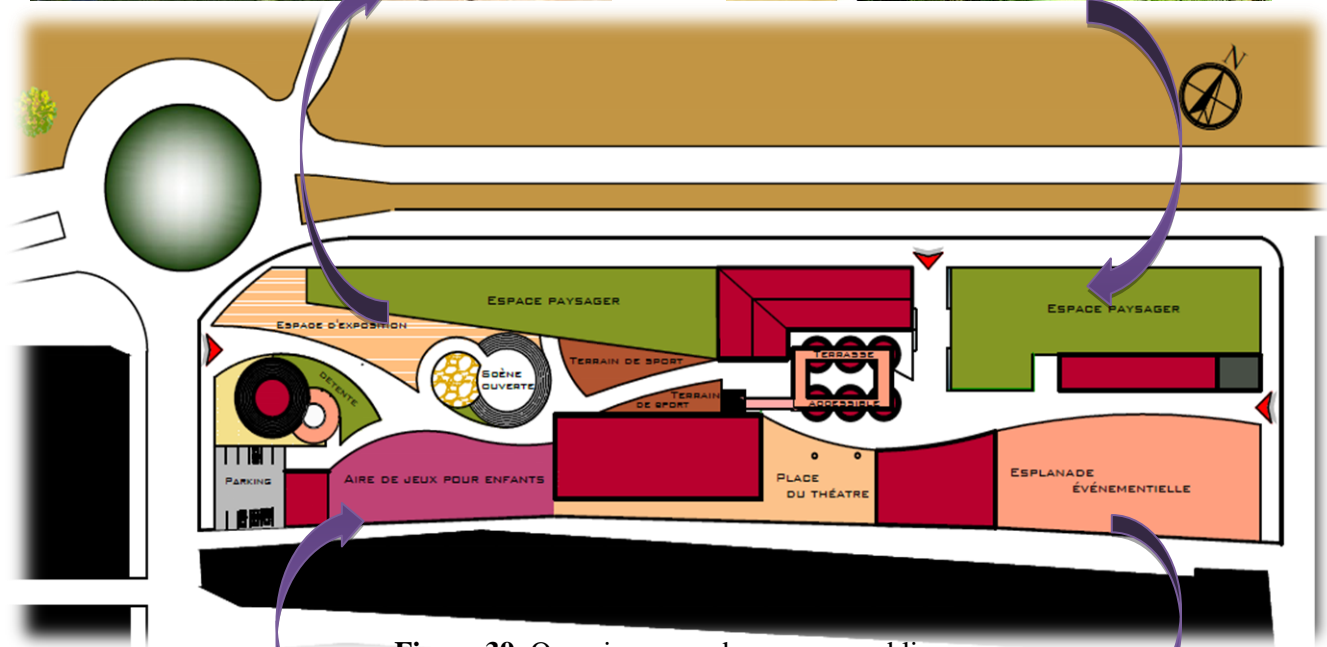 N
ESPACE PAYSAGER
ESPACE PAYSAGER
ESPACE D'EXPOSITION
TERRASSE
TERRAIN DE SPORT
SCÈNE
OUVERTE
DÉTENTE
TERRAIN
DE SPORT
ACCESSIBLE
PARKING
AIRE DE JEUX POUR ENFANTS
PLACE
DU THÉATRE
ESPLANADE
ÉVÉNEMENTIELLE